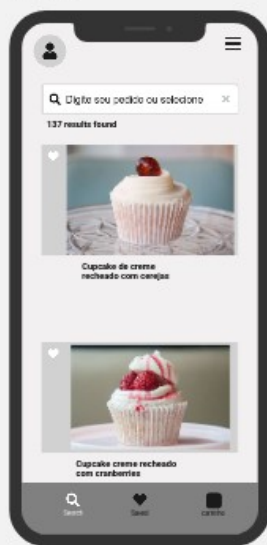 Digite seu pedido ou selecione
137 results found
Cupcake de creme
recheado com cerejas
Cupcake creme recheado
com cranberries
Search
Saved
carrinho